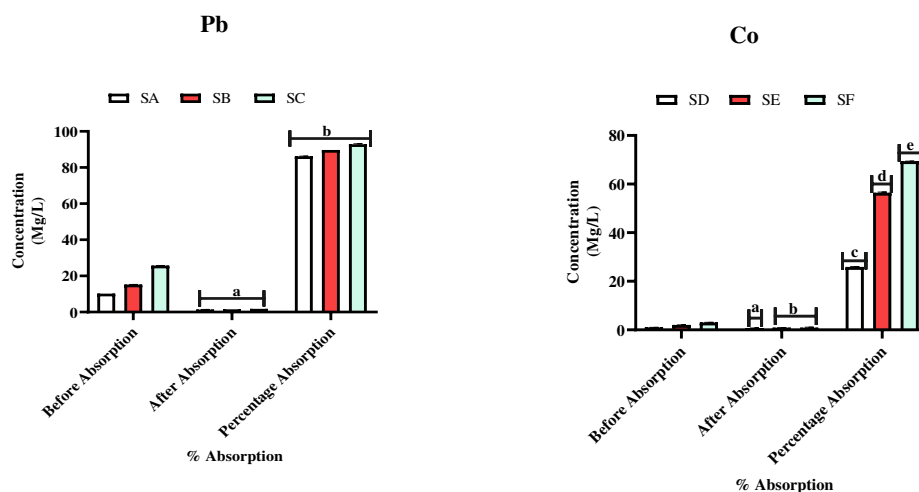 Pb
SA SB SC
100
80
60
40
20
0
Concentration
(Mg/L)
a
b
Before Absorption
After Absorption
Percentage Absorption
% Absorption
Co
SD SE SF
80
60
40
20
0
Concentration
(Mg/L)
a
b
c
d
e
Before Absorption
After Absorption
Percentage Absorption
% Absorption